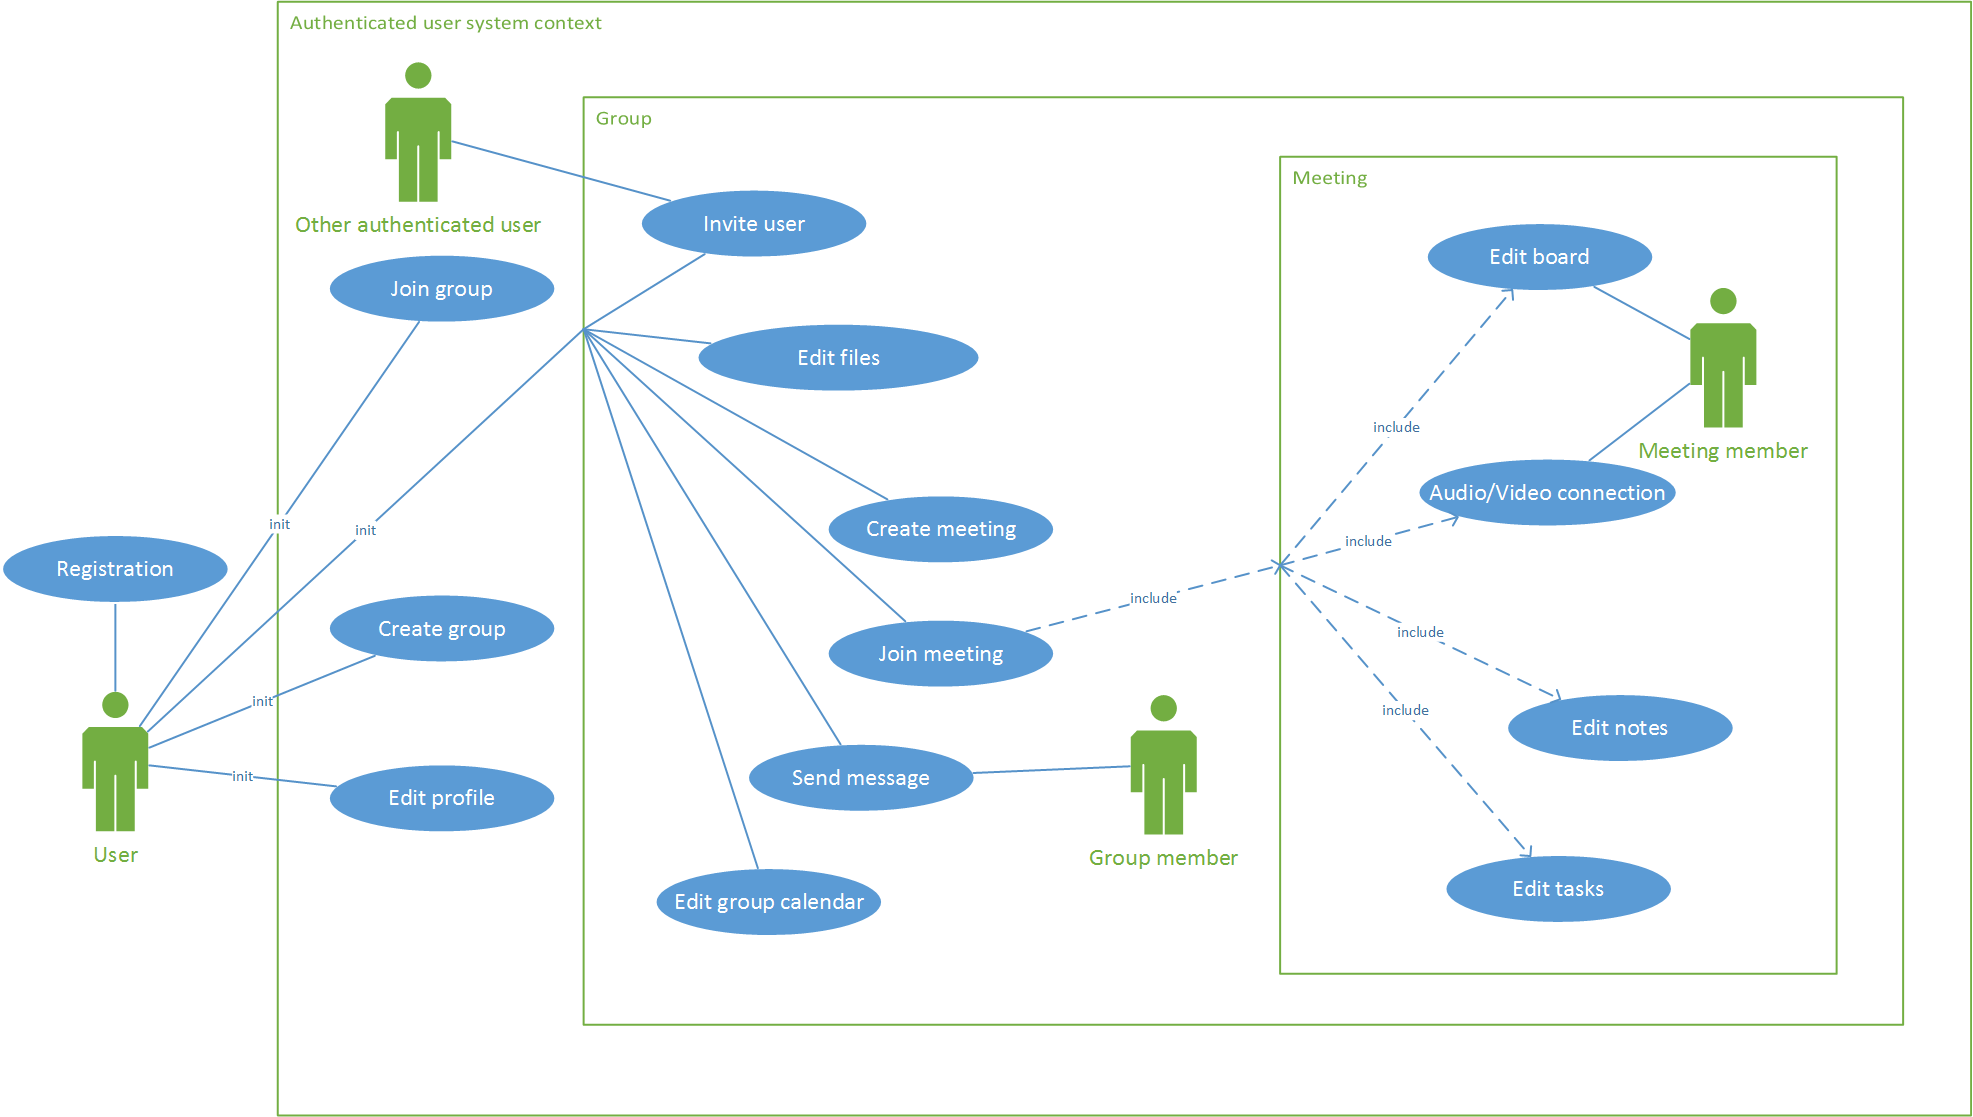 Authenticated user system context
Group
Meeting
Other authenticated user
Invite user
Edit board
Join group
Edit files
include
Meeting member
Audio/Video connection
init
init
Create meeting
include
Registration
include
Create group
include
Join meeting
init
include
Edit notes
init
Send message
Edit profile
User
Group member
Edit tasks
Edit group calendar